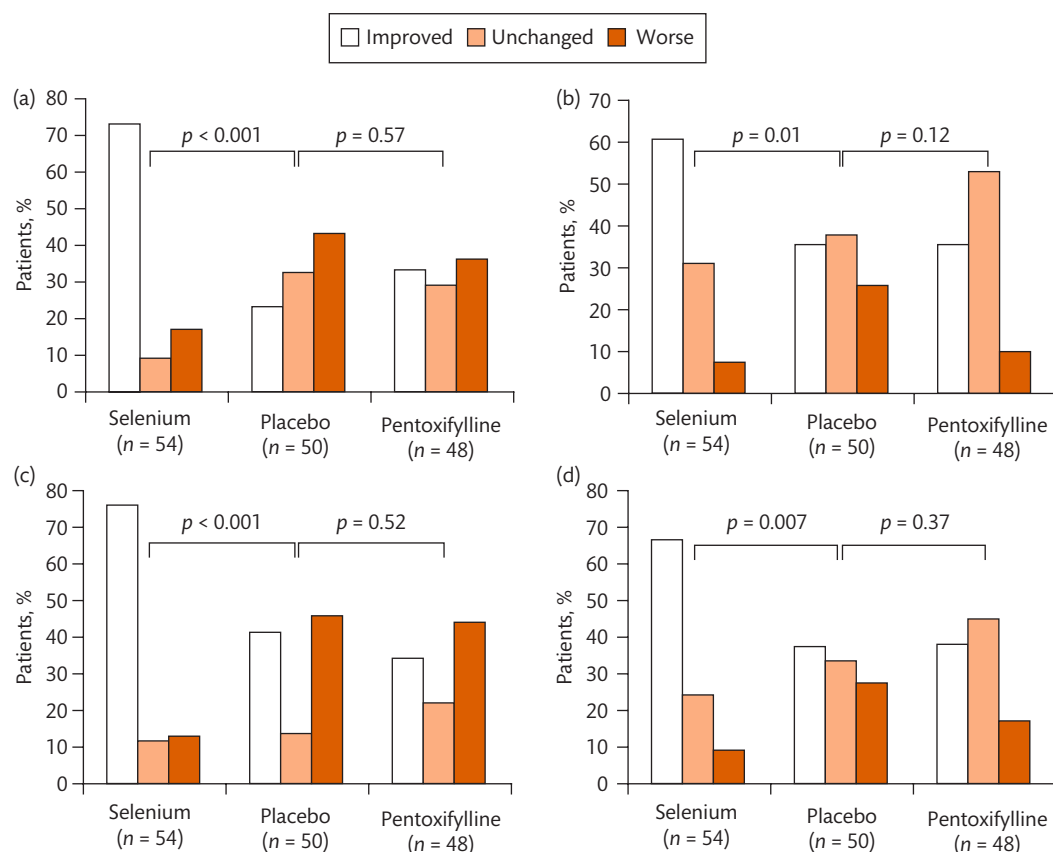 Improved Unchanged Worse
(a)
80
70
60
50
40
30
20
10
0
Patients, %
p < 0.001
p = 0.57
Selenium
(n = 54)
Placebo
(n = 50)
Pentoxifylline
(n = 48)
(b)
70
60
50
40
30
20
10
0
Patients, %
p = 0.01
p = 0.12
Selenium
(n = 54)
Placebo
(n = 50)
Pentoxifylline
(n = 48)
(c)
80
70
60
50
40
30
20
10
0
Patients, %
p < 0.001
p = 0.52
Selenium
(n = 54)
Placebo
(n = 50)
Pentoxifylline
(n = 48)
(d)
80
70
60
50
40
30
20
10
0
Patients, %
p = 0.007
p = 0.37
Selenium
(n = 54)
Placebo
(n = 50)
Pentoxifylline
(n = 48)